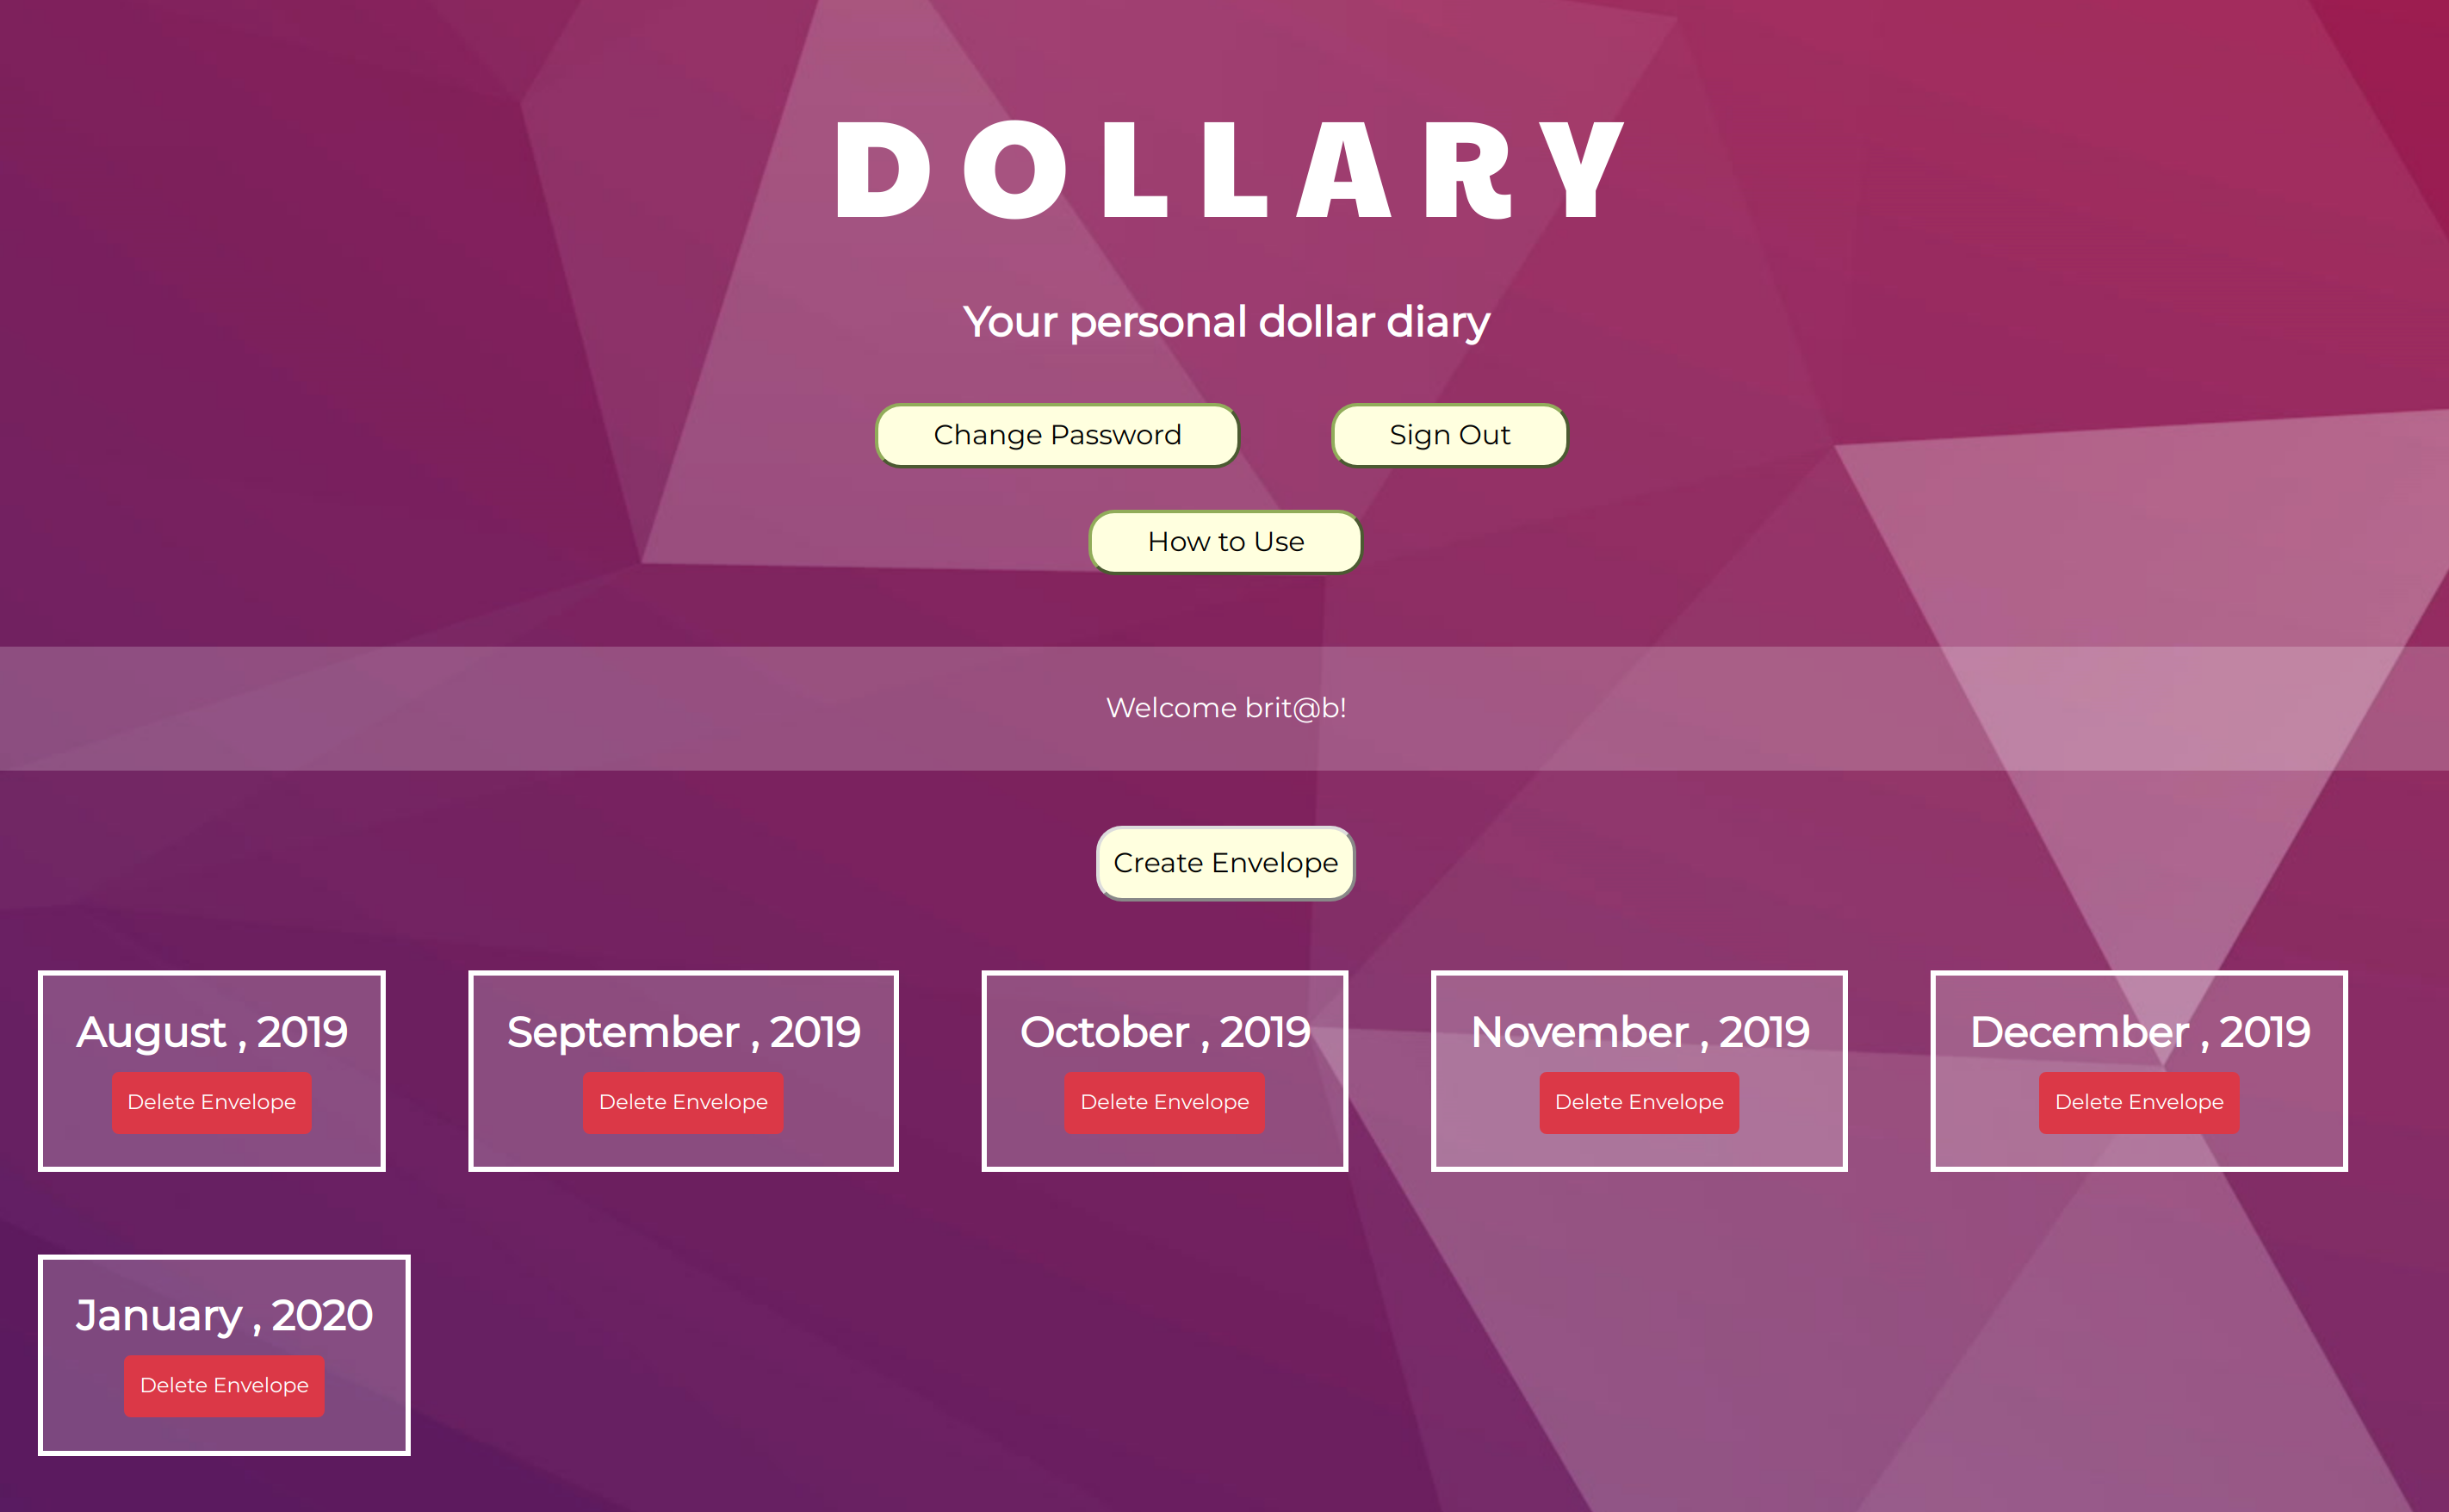 DOLLARY
Your personal dollar diary
Change Password
Sign Out
How to Use
Welcome brit@b!
Create Envelope
August , 2019
Delete Envelope
September , 2019
Delete Envelope
October , 2019
Delete Envelope
November , 2019
Delete Envelope
December , 2019
Delete Envelope
January , 2020
Delete Envelope